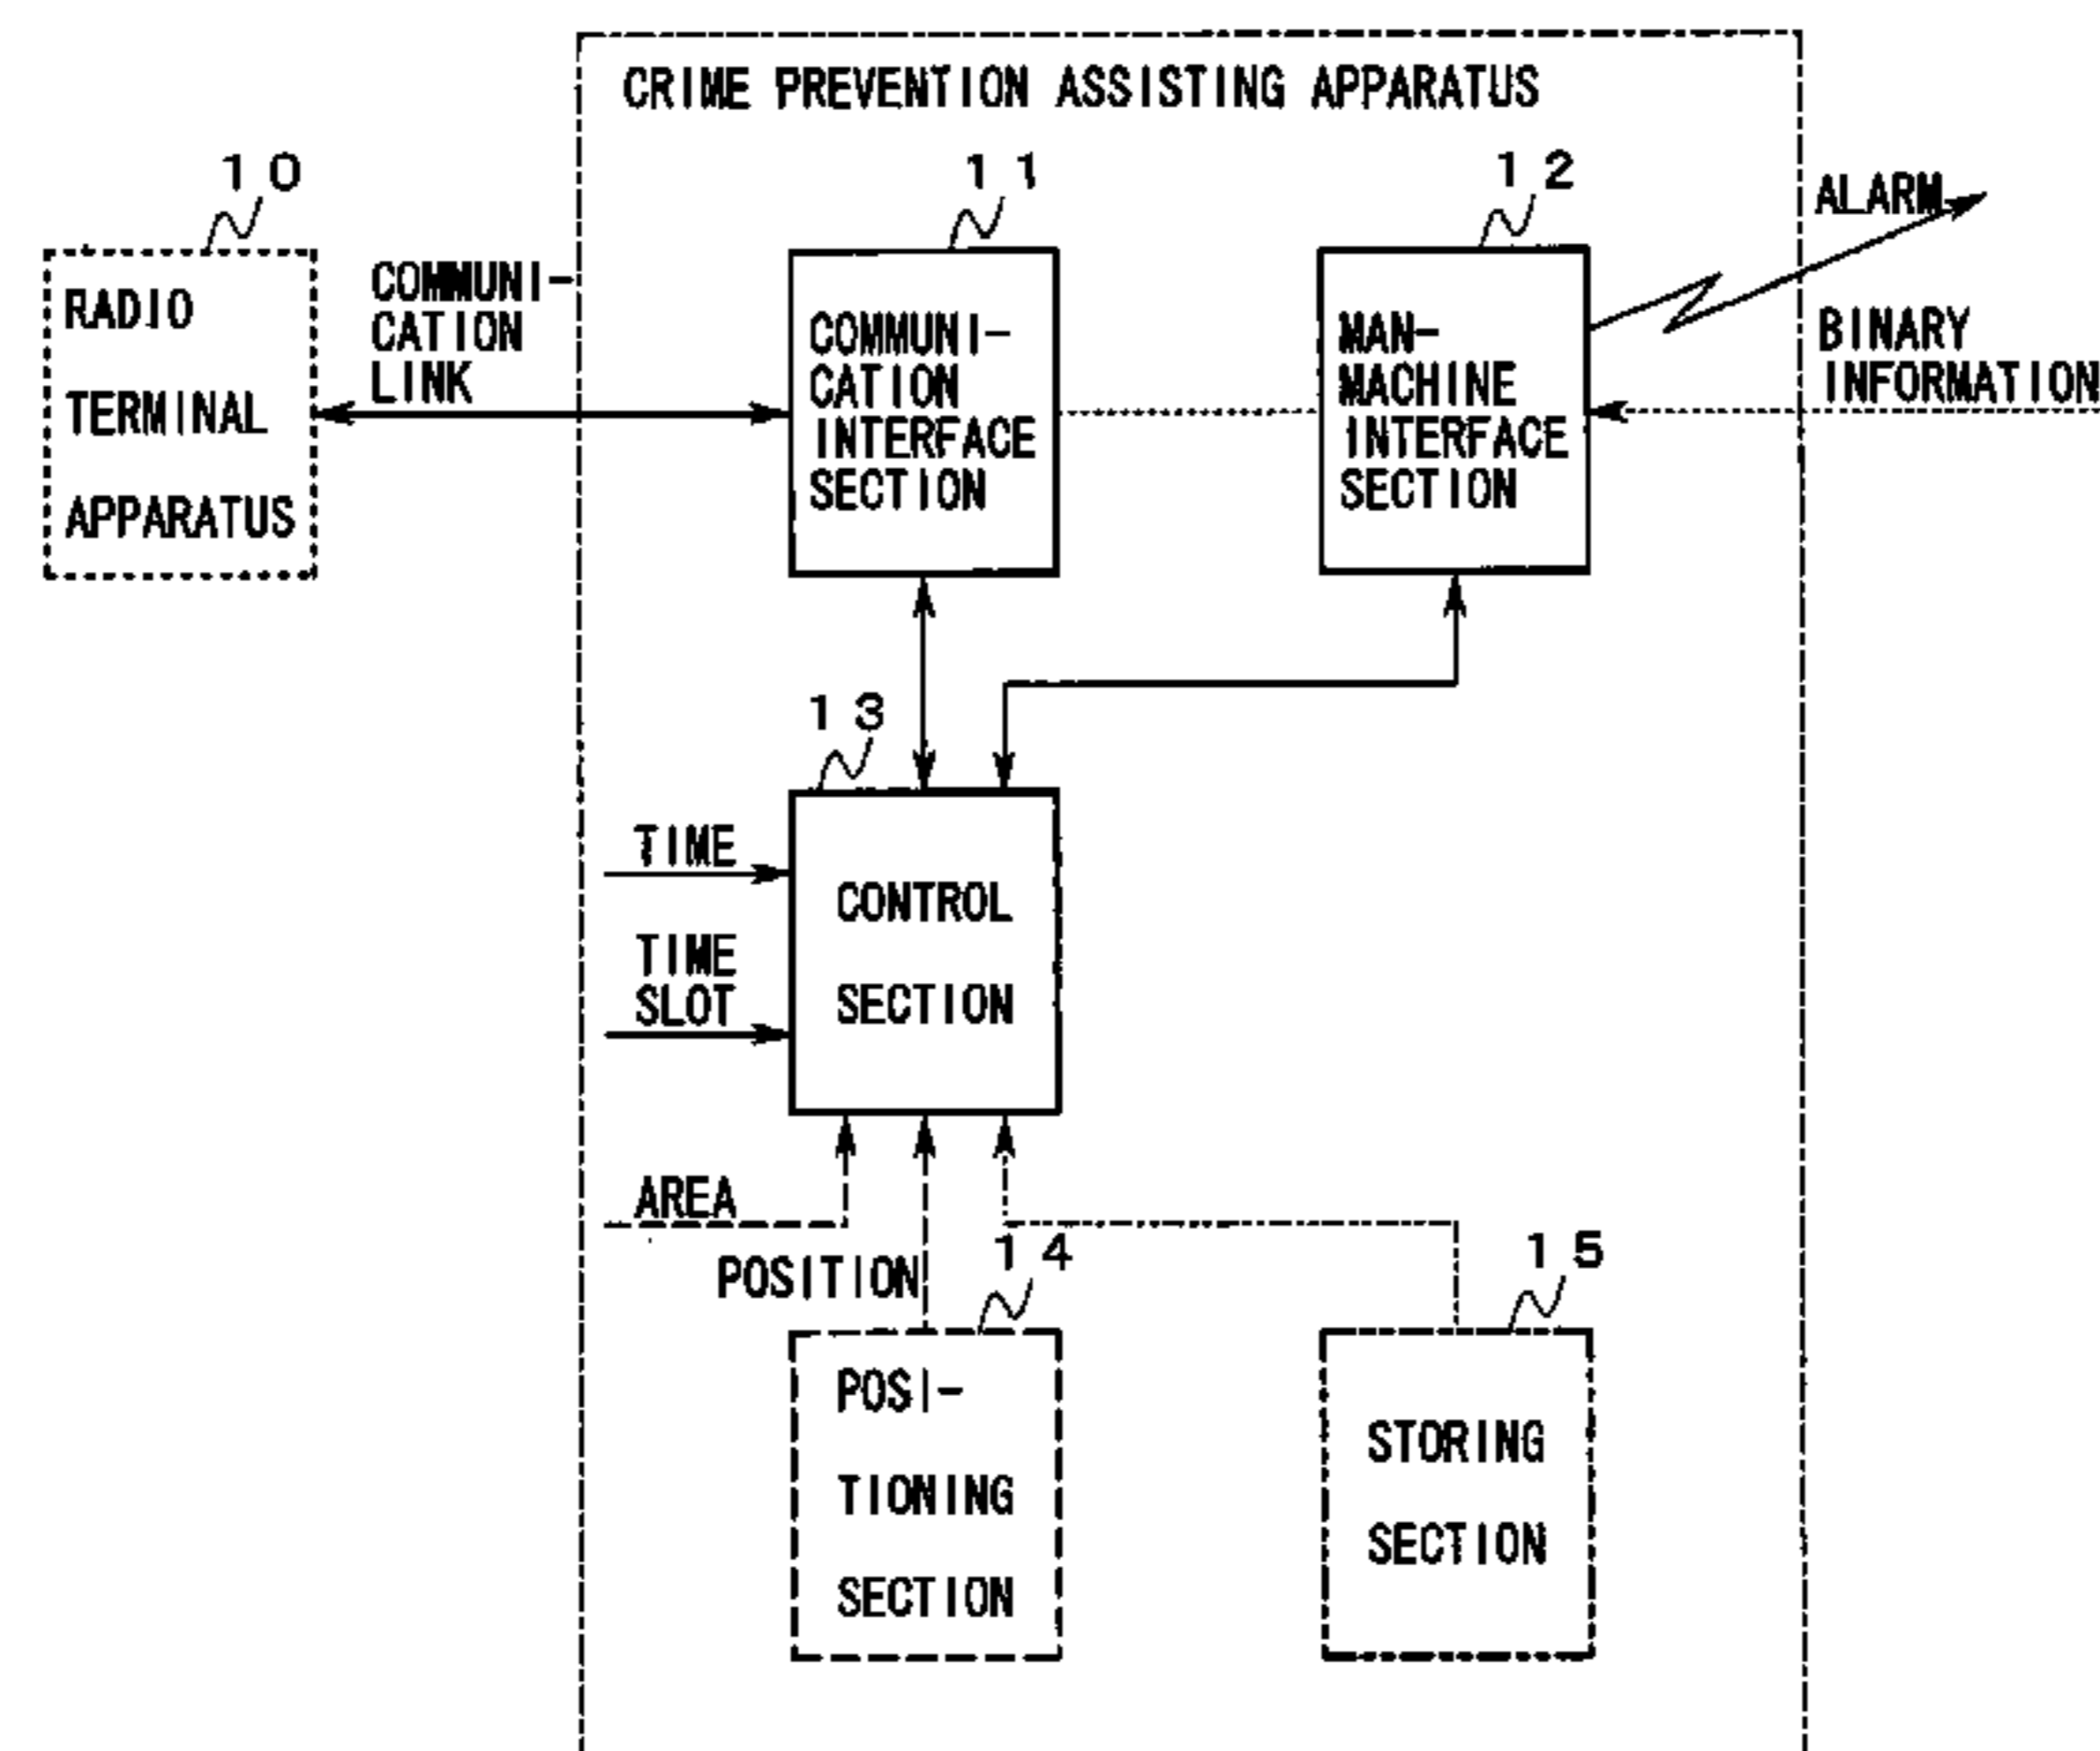 CRIME PREVENTION ASSISTING APPARATUS
10
RADIO
TERMINAL
APPARATUS
COMMUNI-
CATION
LINK
11
COMMUNI-
CATION
INTERFACE
SECTION
12
MAN-
MACHINE
INTERFACE
SECTION
ALARM
BINARY
INFORMATION
13
TIME
TIME
SLOT
CONTROL
SECTION
AREA
POSITION
14
POSI-
TIONING
SECTION
15
STORING
SECTION